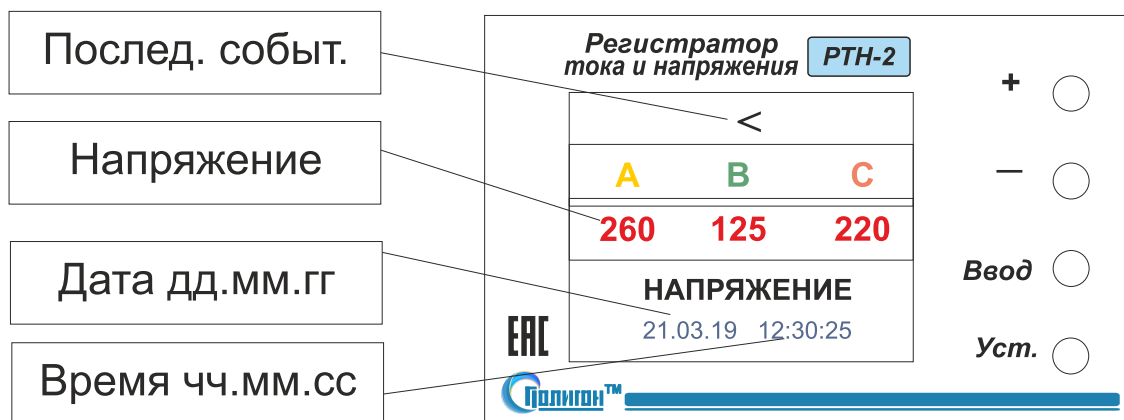 Послед. событ.
Напряжение
Дата дд.мм.гг
Время чч.мм.сс
Регистратор
тока и напряжения
РТН-2
<
A B C
260 125 220
НАПРЯЖЕНИЕ
21.03.19 12:30:25
EAC
Полигон™
+
—
Ввод
Уст.